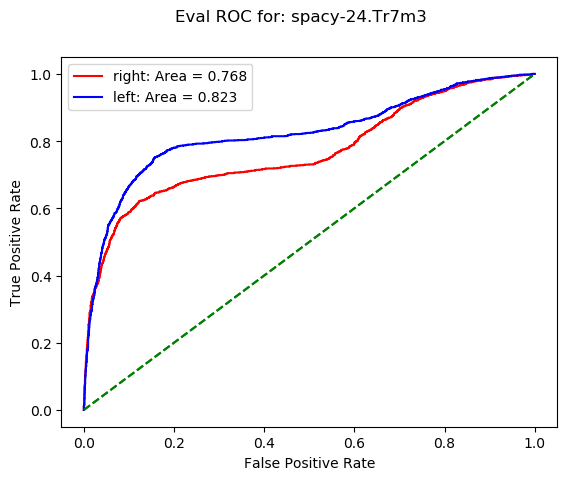 Eval ROC for: spacy-24.Tr7m3
right: Area = 0.768
left: Area = 0.823
1.0
0.8
0.6
0.4
0.2
0.0
True Positive Rate
0.0 0.2 0.4 0.6 0.8 1.0
False Positive Rate